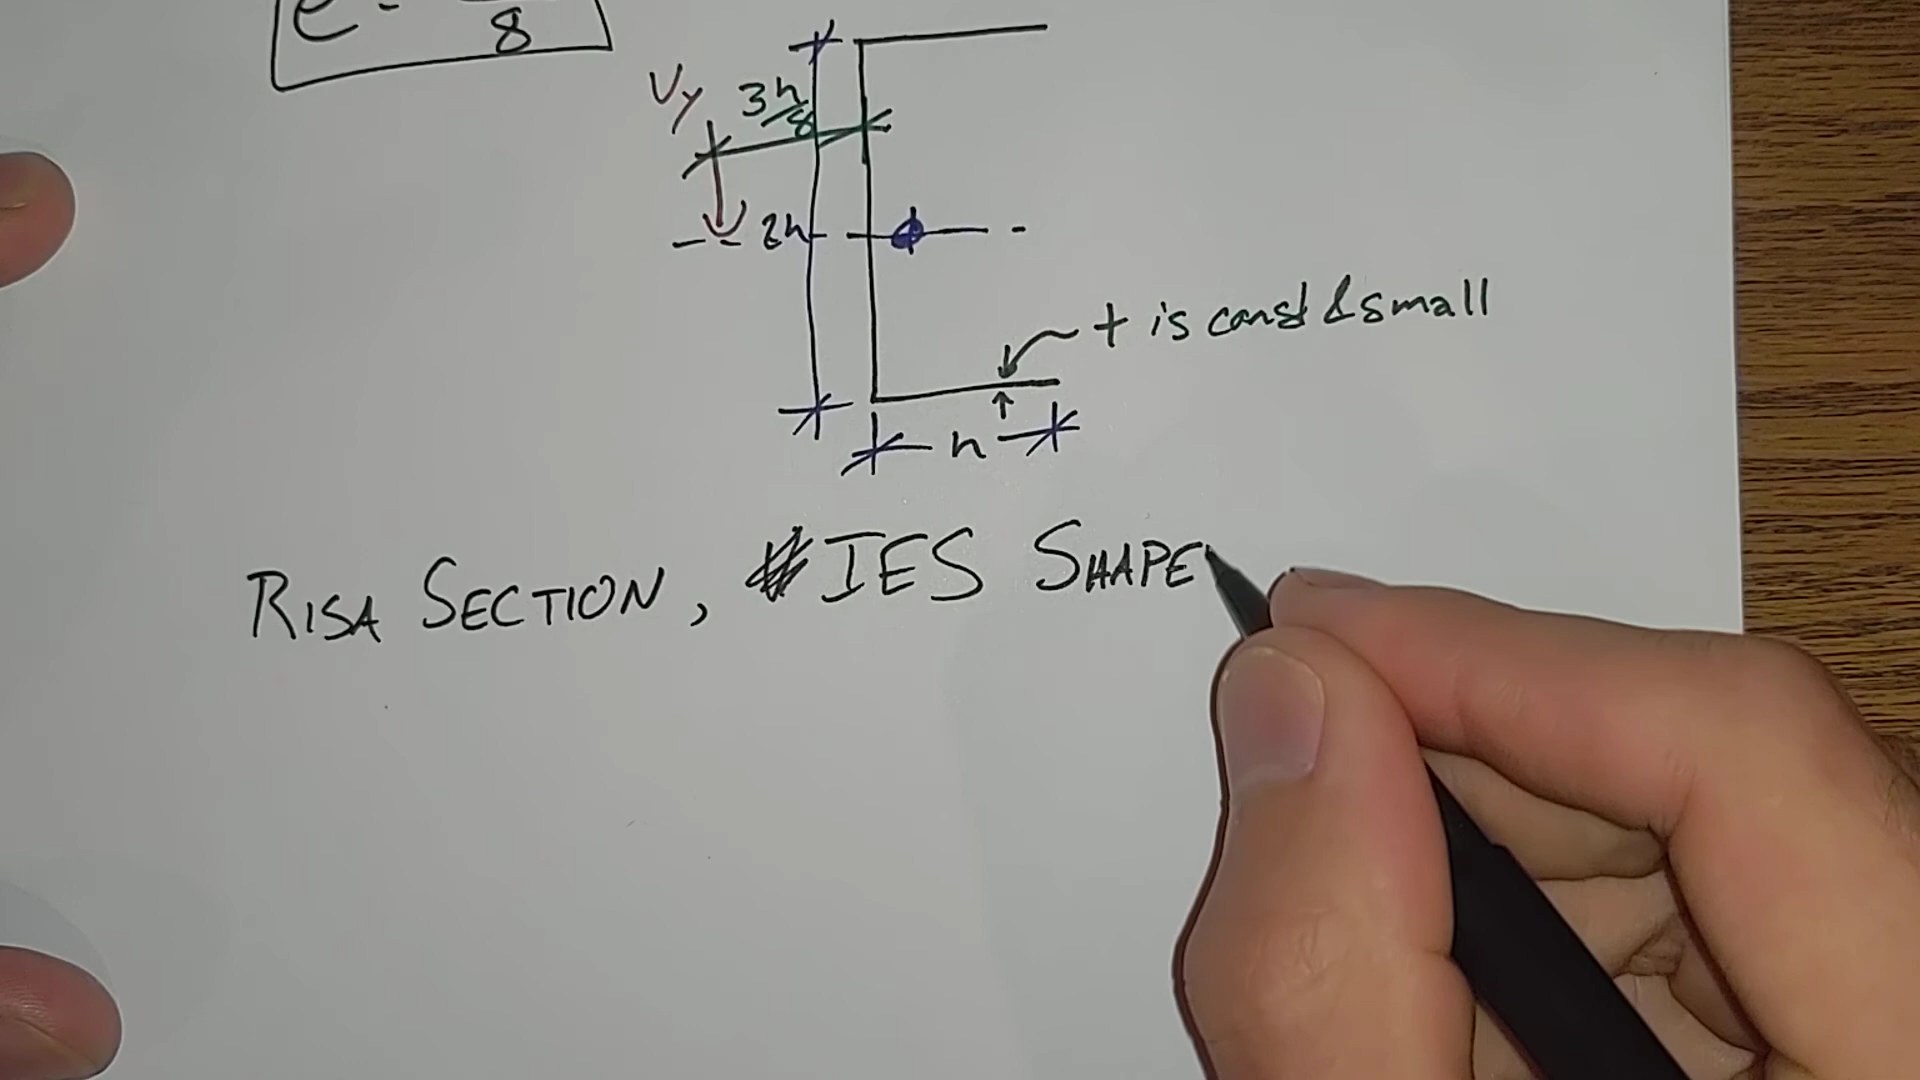 e = 8
Vy 3h/8
2h
t is const & small
h
RISA SECTION, IES SHAPE